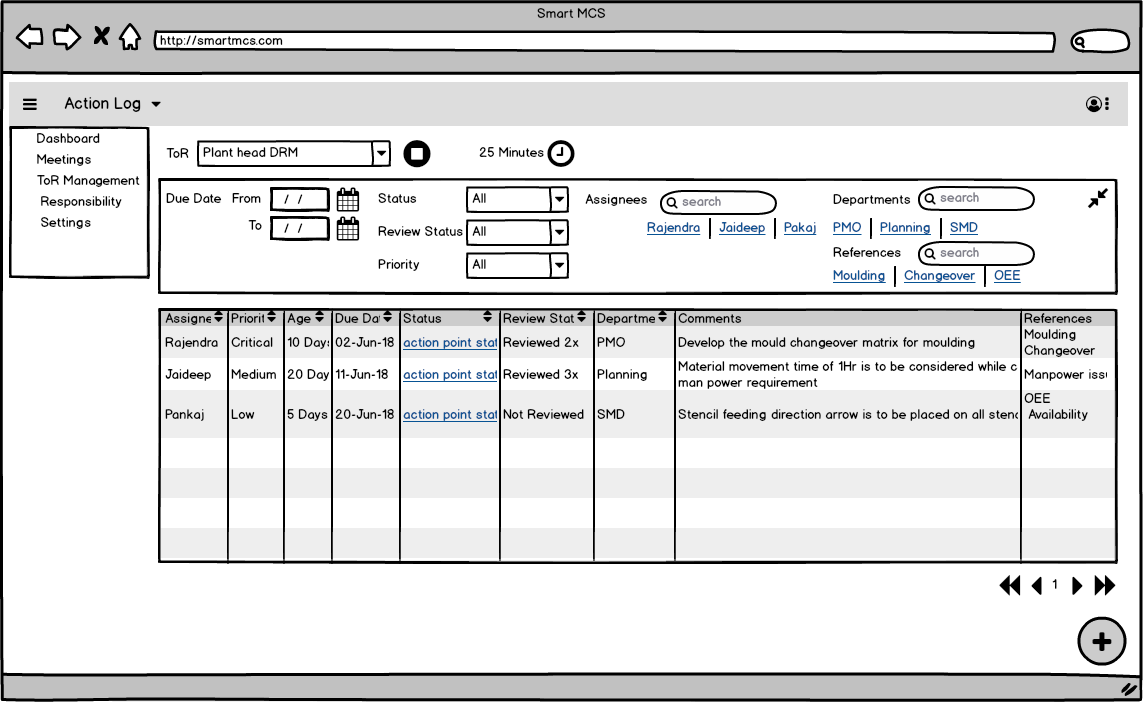 Smart MCS
http://smartmcs.com
Action Log
Dashboard
Meetings
ToR Management
Responsibility
Settings
ToR Plant head DRM 25 Minutes
Due Date From / / Status All Assignees search Departments search
Rajendra Jaideep Pakaj PMO Planning SMD
To / / Review Status All
References search
Priority All
Moulding Changeover OEE
Assigne Priorit Age Due Dat Status Review Stat Departme Comments References
Rajendra Critical 10 Days 02-Jun-18 action point stat Reviewed 2x PMO Develop the mould changeover matrix for moulding Moulding
Changeover
Jaideep Medium 20 Day 11-Jun-18 action point stat Reviewed 3x Planning Material movement time of 1Hr is to be considered while c
man power requirement Manpower issu
Pankaj Low 5 Days 20-Jun-18 action point stat Not Reviewed SMD Stencil feeding direction arrow is to be placed on all stenc OEE
Availability
1